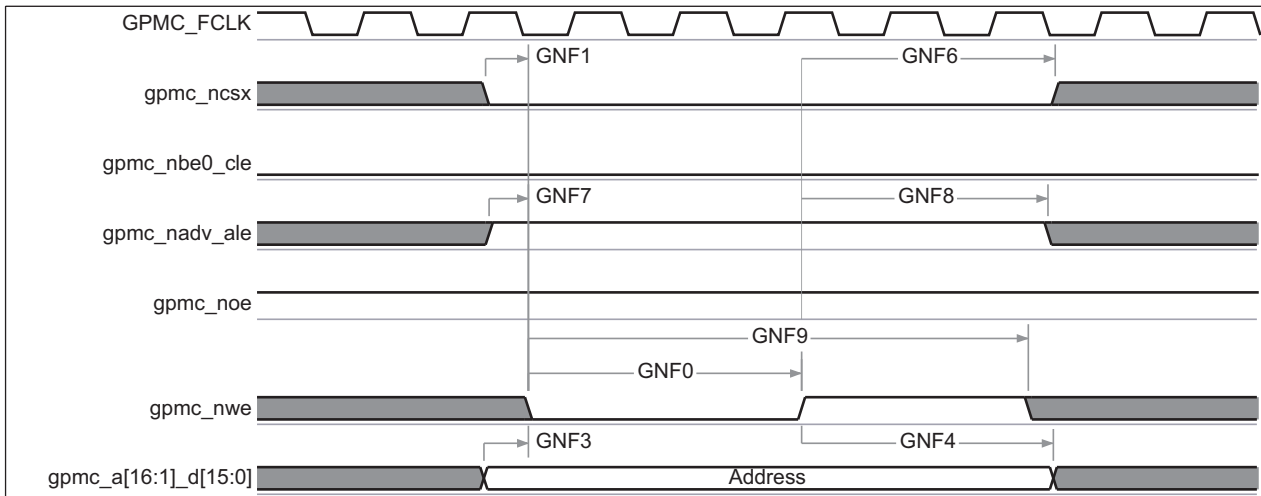 GPMC_FCLK
GNF1
GNF6
gpmc_ncsx
gpmc_nbe0_cle
GNF7
GNF8
gpmc_nadv_ale
gpmc_noe
GNF9
GNF0
gpmc_nwe
GNF3
GNF4
gpmc_a[16:1]_d[15:0]
Address